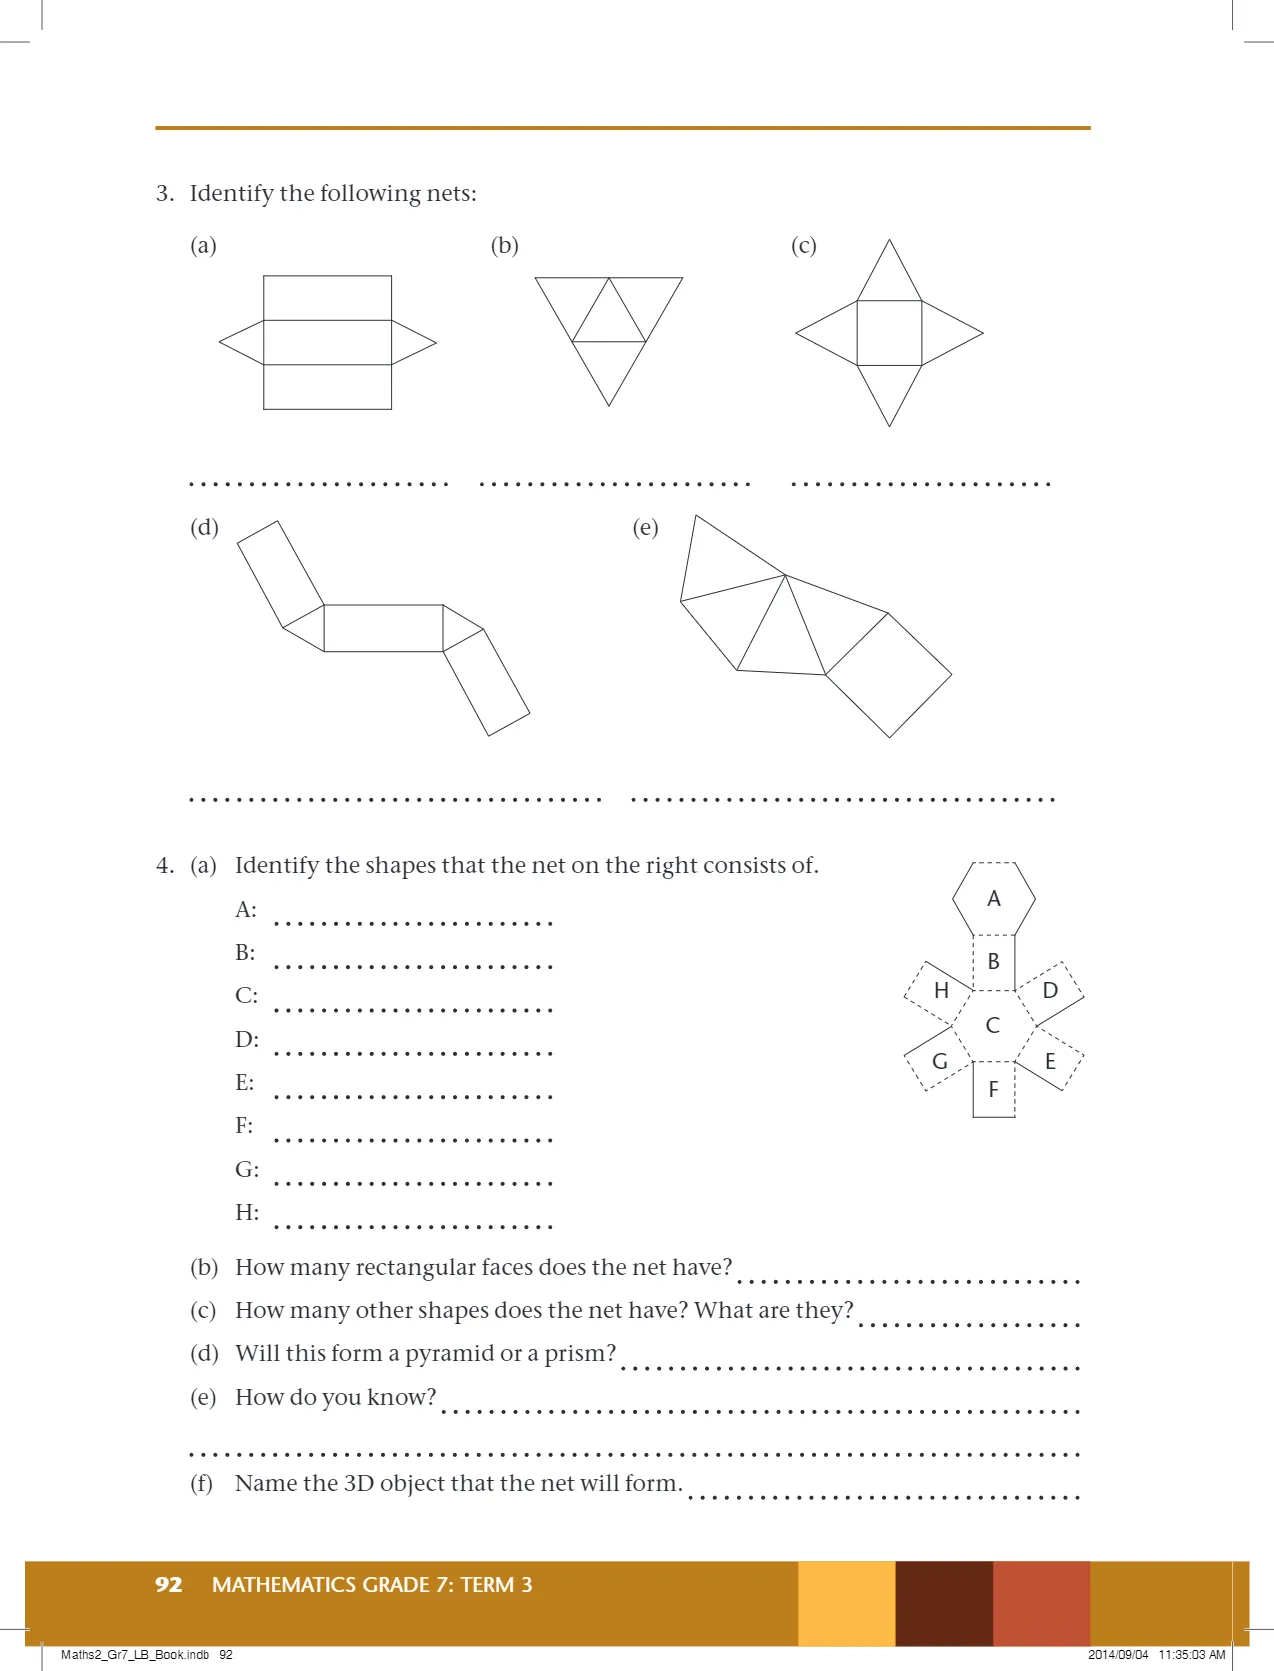 3. Identify the following nets:
(a) (b) (c)
(d) (e)
4. (a) Identify the shapes that the net on the right consists of.
A:
B:
C:
D:
E:
F:
G:
H:
A
B
H D
C
G E
F
(b) How many rectangular faces does the net have?
(c) How many other shapes does the net have? What are they?
(d) Will this form a pyramid or a prism?
(e) How do you know?
(f) Name the 3D object that the net will form.
92 MATHEMATICS GRADE 7: TERM 3
Maths2_Gr7_LB_Book.indb 92 2014/09/04 11:35:03 AM